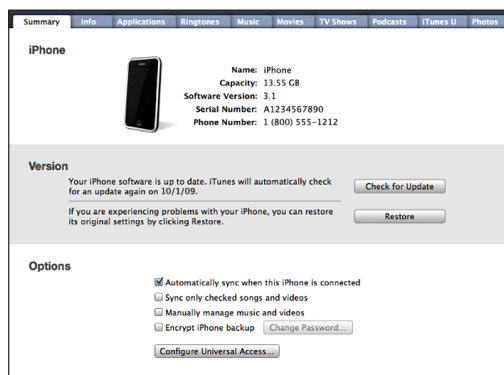 Summary Info Applications Ringtones Music Movies TV Shows Podcasts iTunes U Photos
iPhone
Name: iPhone
Capacity: 13.55 GB
Software Version: 3.1
Serial Number: A1234567890
Phone Number: 1 (800) 555-1212
Version
Your iPhone software is up to date. iTunes will automatically check
for an update again on 10/1/09.
Check for Update
If you are experiencing problems with your iPhone, you can restore
its original settings by clicking Restore.
Restore
Options
Automatically sync when this iPhone is connected
Sync only checked songs and videos
Manually manage music and videos
Encrypt iPhone backup Change Password...
Configure Universal Access...